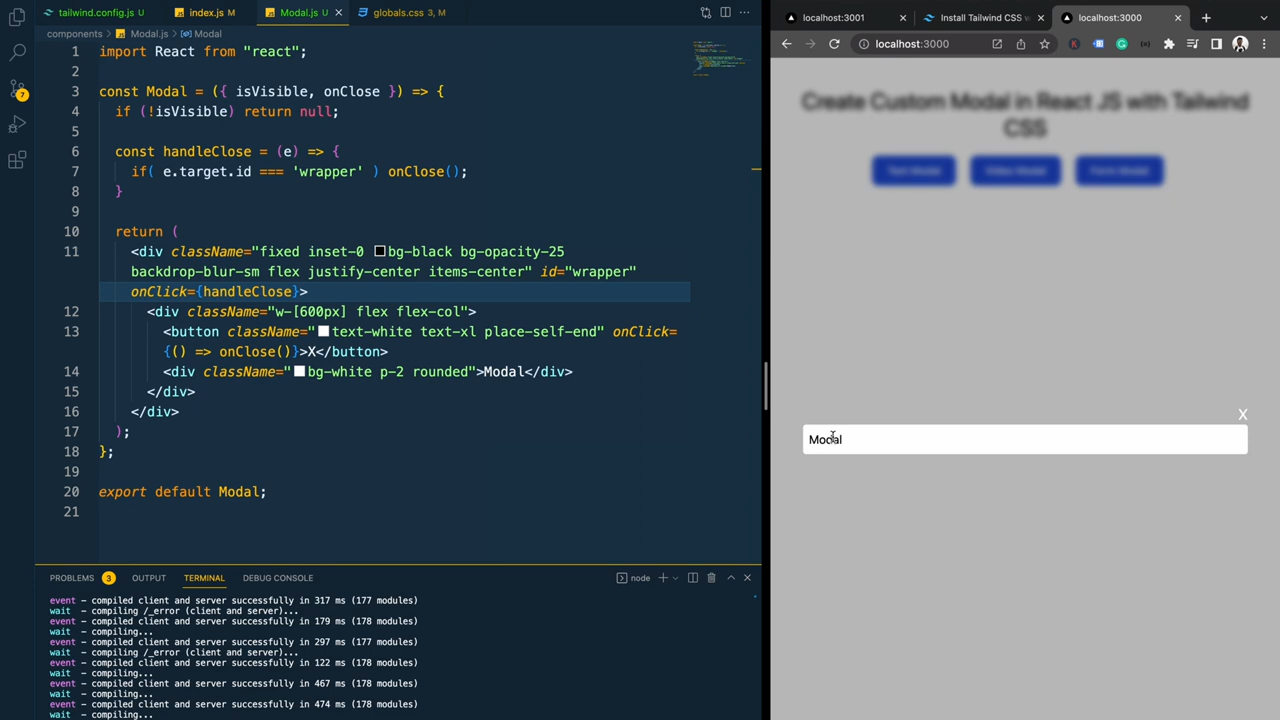 tailwind.config.js U
index.js M
Modal.js U
globals.css 3, M
components > Modal.js > Modal
1 import React from "react";
2
3 const Modal = ({ isVisible, onClose }) => {
4 if (!isVisible) return null;
5
6 const handleClose = (e) => {
7 if( e.target.id === 'wrapper' ) onClose();
8 }
9
10 return (
11 <div className="fixed inset-0 bg-black bg-opacity-25
backdrop-blur-sm flex justify-center items-center" id="wrapper"
onClick={handleClose}>
12 <div className="w-[600px] flex flex-col">
13 <button className="text-white text-xl place-self-end" onClick=
{() => onClose()}>X</button>
14 <div className="bg-white p-2 rounded">Modal</div>
15 </div>
16 </div>
17 );
18 };
19
20 export default Modal;
21
7
PROBLEMS 3 OUTPUT TERMINAL DEBUG CONSOLE
node
event - compiled client and server successfully in 317 ms (177 modules)
wait - compiling /_error (client and server)...
event - compiled client and server successfully in 179 ms (178 modules)
wait - compiling...
event - compiled client and server successfully in 297 ms (177 modules)
wait - compiling /_error (client and server)...
event - compiled client and server successfully in 122 ms (178 modules)
wait - compiling...
event - compiled client and server successfully in 467 ms (178 modules)
wait - compiling...
event - compiled client and server successfully in 474 ms (178 modules)
wait - compiling...
localhost:3001
Install Tailwind CSS w
localhost:3000
localhost:3000
Create Custom Modal in React JS with Tailwind
CSS
Text Modal
Video Modal
Form Modal
X
Modal